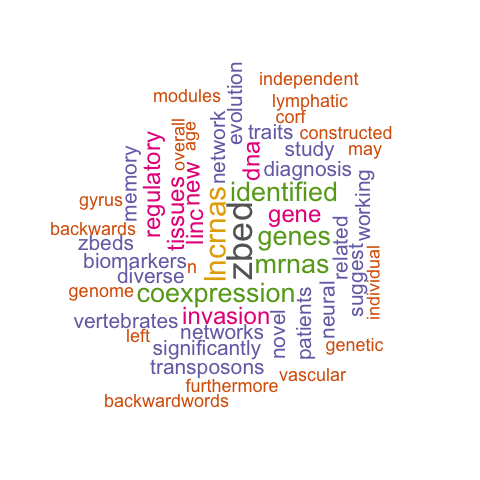 independent
modules
lymphatic
evolution
corf
network
overall
age
traits
constructed
regulatory
memory
dna
study
may
new
diagnosis
tissues
lncrnas
identified
working
gyrus
linc
zbed
gene
backwards
zbeds
genes
related
suggest
biomarkers
n
mrnas
individual
diverse
genome
coexpression
neural
vertebrates
invasion
novel
patients
left
networks
significantly
genetic
transposons
vascular
furthermore
backwardwords